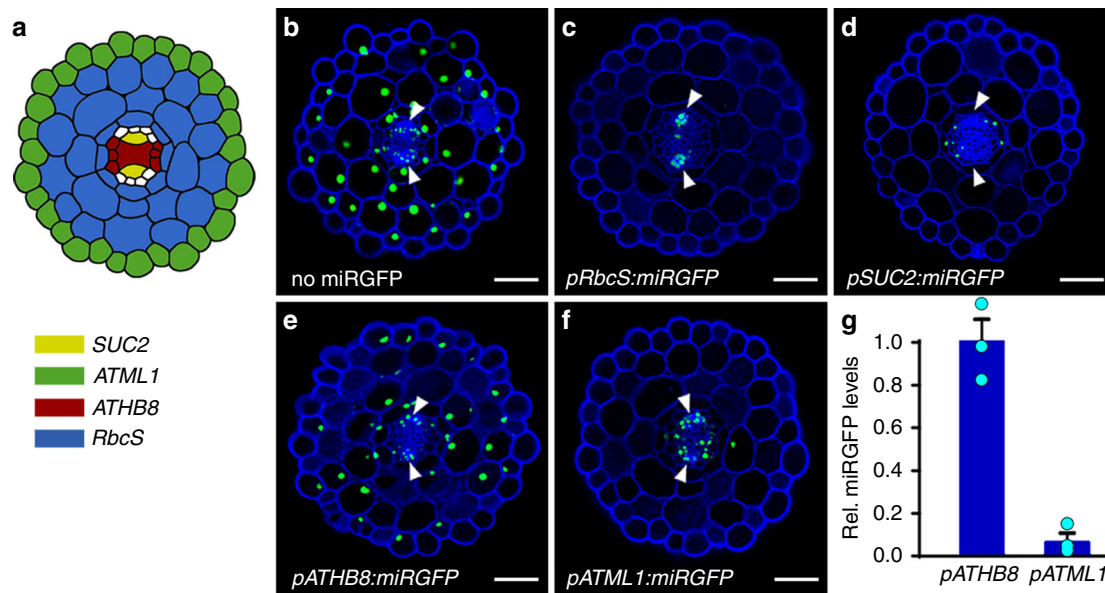 a
SUC2
ATML1
ATHB8
RbcS
b
no miRGFP
c
pRbcS:miRGFP
d
pSUC2:miRGFP
e
pATHB8:miRGFP
f
pATML1:miRGFP
g
Rel. miRGFP levels
1.0
0.8
0.6
0.4
0.2
0.0
pATHB8 pATML1